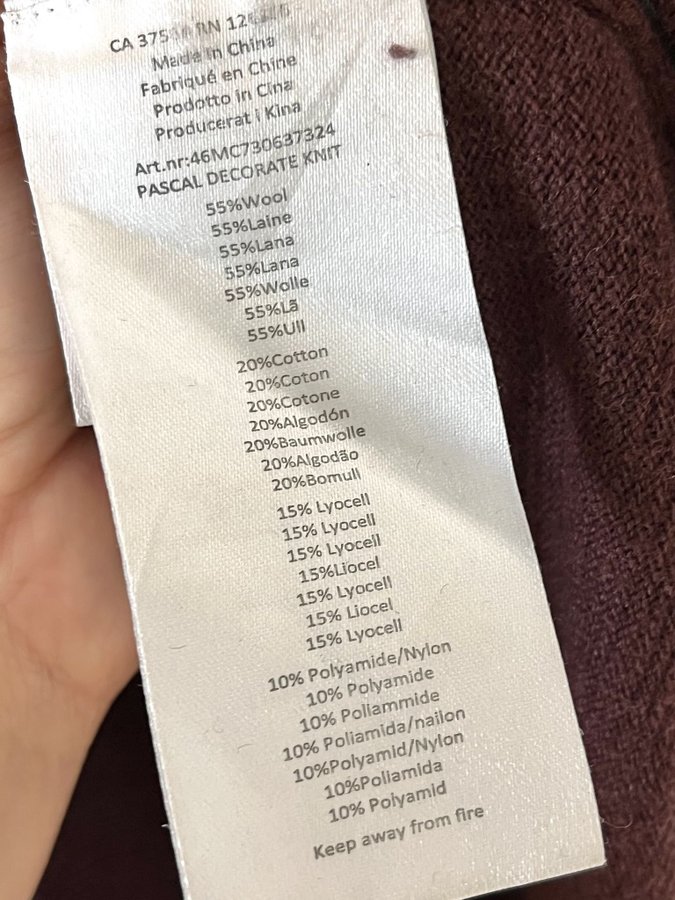 CA 375 RN
Made in China
Fabriqué en Chine
Prodotto in Cina
Producerat i Kina
Art.nr:46MC730637324
PASCAL DECORATE KNIT
55%Wool
55%Laine
55%Lana
55%Lana
55%Wolle
55%Lã
55%Ull
20%Cotton
20%Coton
20%Cotone
20%Algodón
20%Baumwolle
20%Algodão
20%Bomull
15% Lyocell
15% Lyocell
15% Lyocell
15%Liocel
15% Lyocell
15% Liocel
15% Lyocell
10% Polyamide/Nylon
10% Polyamide
10% Poliammide
10% Poliamida/nailon
10%Polyamid/Nylon
10%Poliamida
10% Polyamid
Keep away from fire